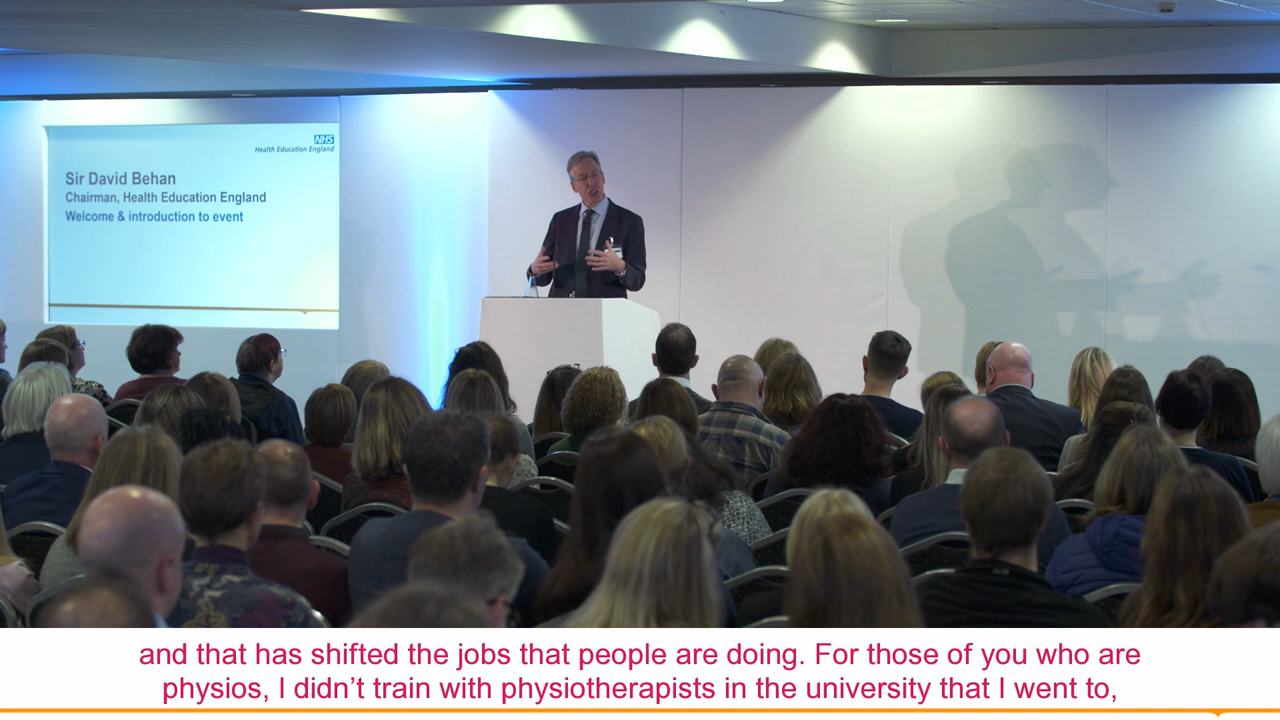 NHS
Health Education England
Sir David Behan
Chairman, Health Education England
Welcome & introduction to event
and that has shifted the jobs that people are doing. For those of you who are
physios, I didn’t train with physiotherapists in the university that I went to,